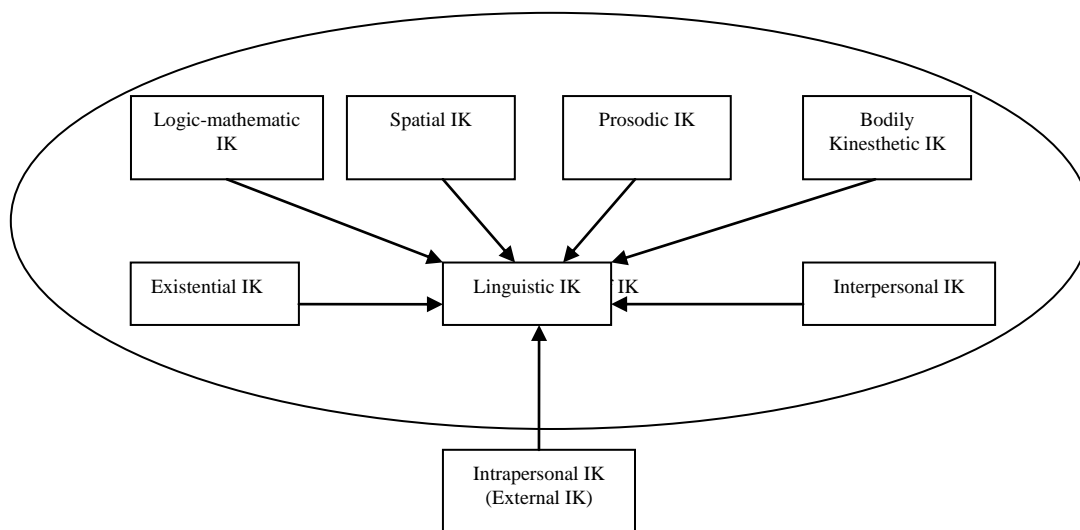 Logic-mathematic
IK
Spatial IK
Prosodic IK
Bodily
Kinesthetic IK
Existential IK
Linguistic IK
IK
Interpersonal IK
Intrapersonal IK
(External IK)